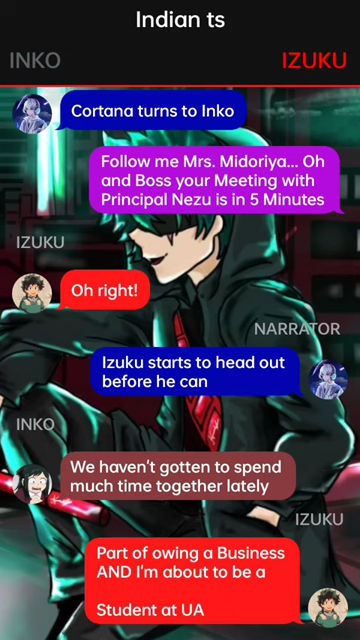 Indian ts
INKO
IZUKU
Cortana turns to Inko
Follow me Mrs. Midoriya... Oh
and Boss your Meeting with
Principal Nezu is in 5 Minutes
IZUKU
Oh right!
NARRATOR
Izuku starts to head out
before he can
INKO
We haven't gotten to spend
much time together lately
IZUKU
Part of owing a Business
AND I'm about to be a
Student at UA